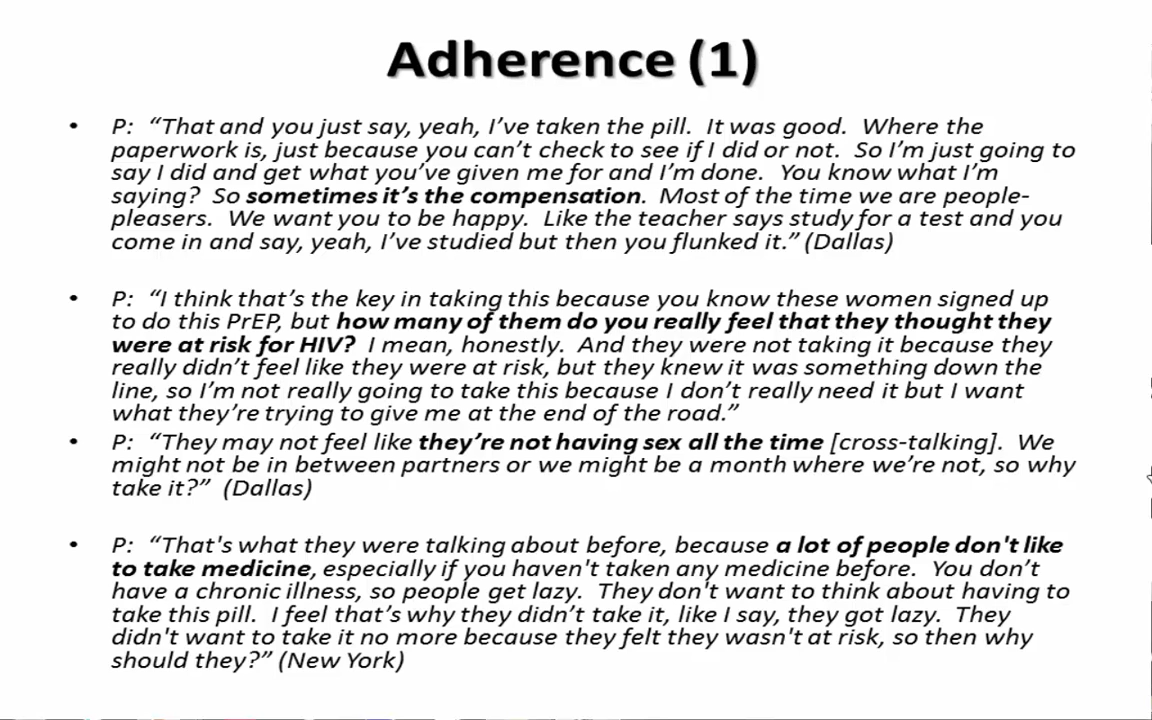 Adherence (1)
• P: “That and you just say, yeah, I’ve taken the pill. It was good. Where the
paperwork is, just because you can’t check to see if I did or not. So I’m just going to
say I did and get what you’ve given me for and I’m done. You know what I’m
saying? So sometimes it’s the compensation. Most of the time we are people-
pleasers. We want you to be happy. Like the teacher says study for a test and you
come in and say, yeah, I’ve studied but then you flunked it.” (Dallas)
• P: “I think that’s the key in taking this because you know these women signed up
to do this PrEP, but how many of them do you really feel that they thought they
were at risk for HIV? I mean, honestly. And they were not taking it because they
really didn’t feel like they were at risk, but they knew it was something down the
line, so I’m not really going to take this because I don’t really need it but I want
what they’re trying to give me at the end of the road.”
• P: “They may not feel like they’re not having sex all the time [cross-talking]. We
might not be in between partners or we might be a month where we’re not, so why
take it?” (Dallas)
• P: “That's what they were talking about before, because a lot of people don't like
to take medicine, especially if you haven't taken any medicine before. You don’t
have a chronic illness, so people get lazy. They don't want to think about having to
take this pill. I feel that’s why they didn’t take it, like I say, they got lazy. They
didn't want to take it no more because they felt they wasn't at risk, so then why
should they?” (New York)